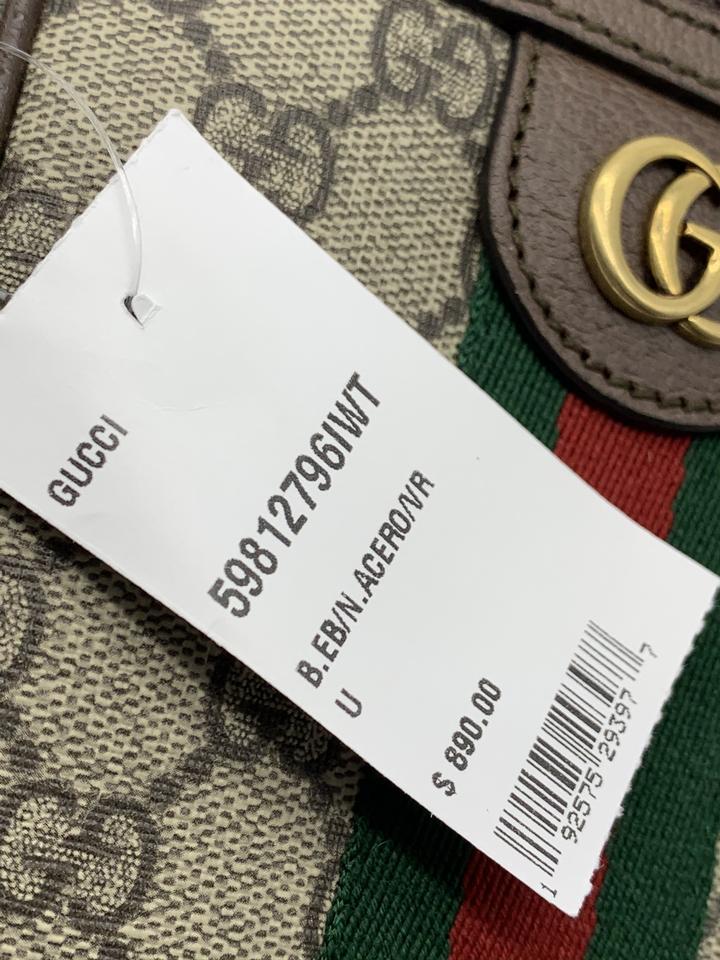 GUCCI
59812796IWT
B.EB/N.ACERO/VR
U
$ 890.00
1 92575 29397 7